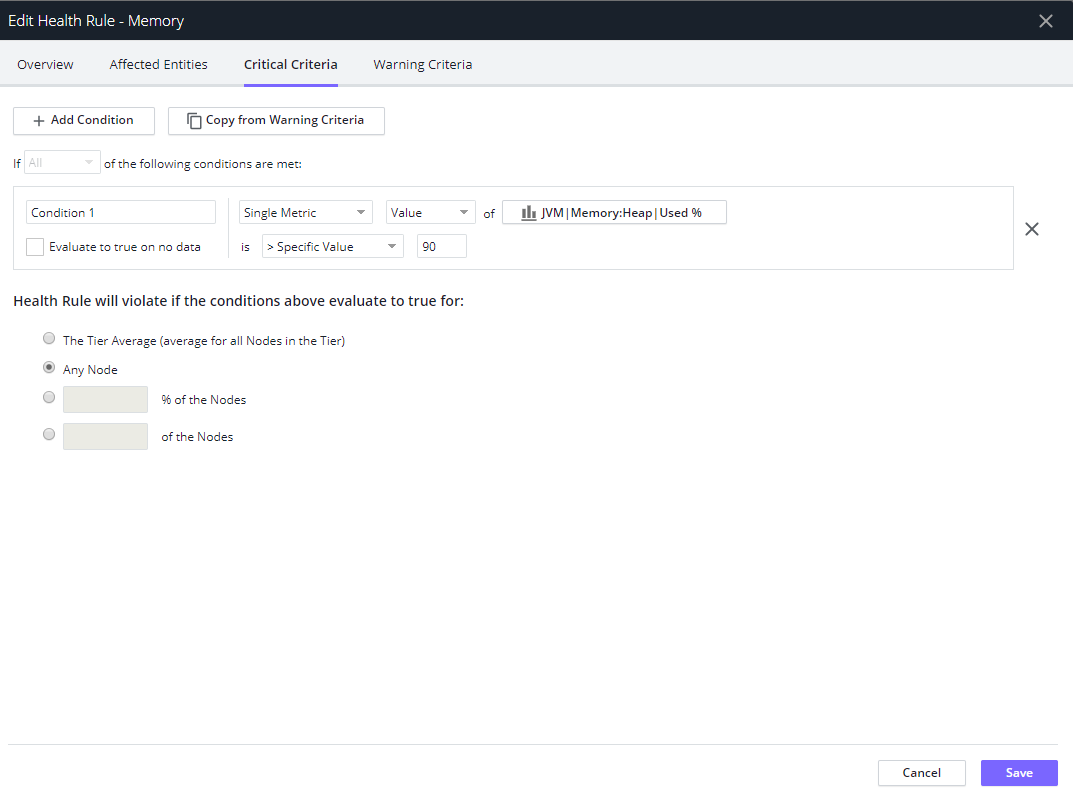 Edit Health Rule - Memory
Overview Affected Entities Critical Criteria Warning Criteria
Add Condition Copy from Warning Criteria
If All of the following conditions are met:
Condition 1 Single Metric Value of JVM|Memory:Heap|Used %
Evaluate to true on no data is > Specific Value 90
Health Rule will violate if the conditions above evaluate to true for:
The Tier Average (average for all Nodes in the Tier)
Any Node
% of the Nodes
of the Nodes
Cancel Save